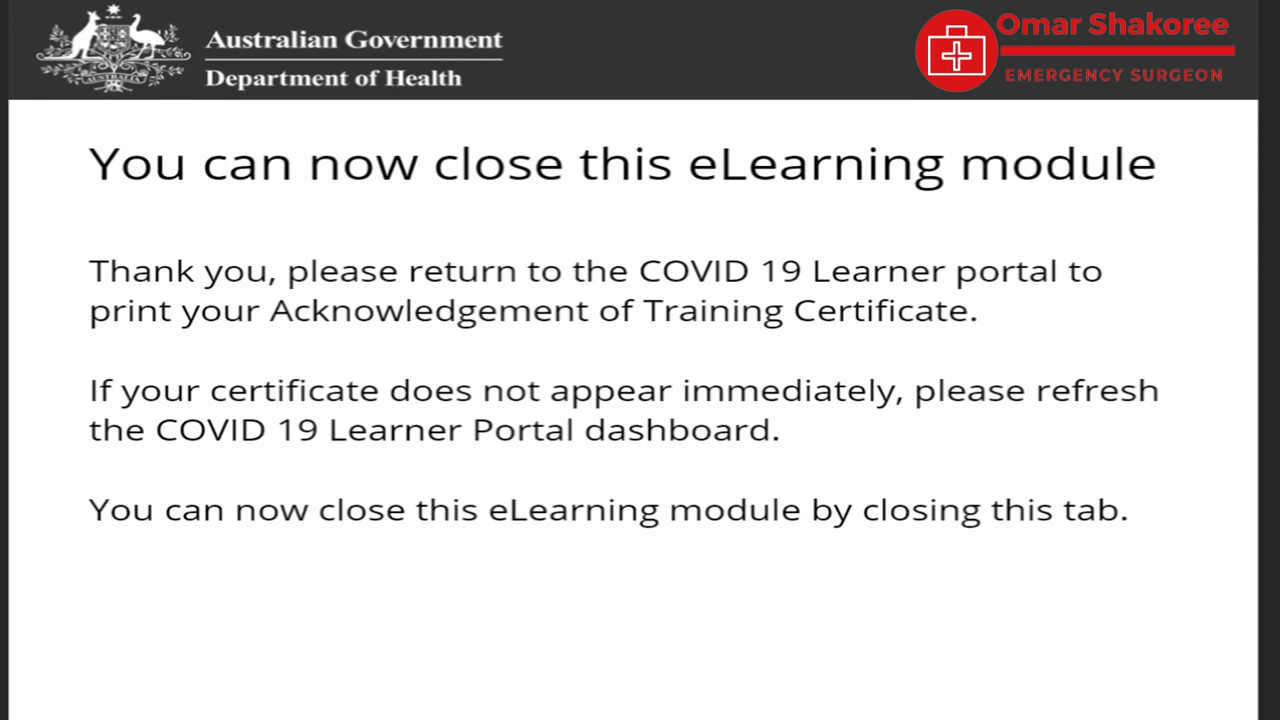 Australian Government
Department of Health
Omar Shakoree
EMERGENCY SURGEON
You can now close this eLearning module
Thank you, please return to the COVID 19 Learner portal to
print your Acknowledgement of Training Certificate.
If your certificate does not appear immediately, please refresh
the COVID 19 Learner Portal dashboard.
You can now close this eLearning module by closing this tab.